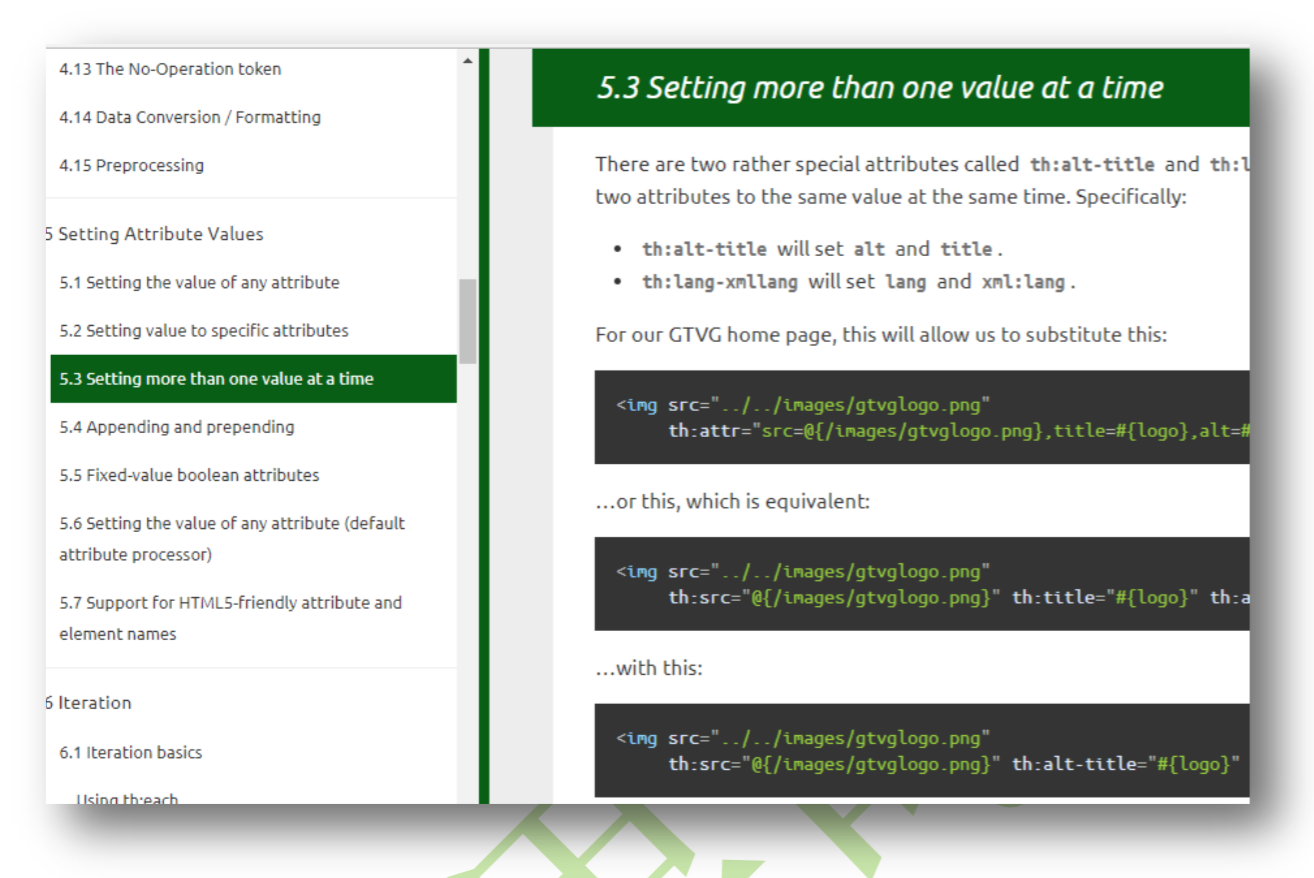 4.13 The No-Operation token
4.14 Data Conversion / Formatting
4.15 Preprocessing
5 Setting Attribute Values
5.1 Setting the value of any attribute
5.2 Setting value to specific attributes
5.3 Setting more than one value at a time
5.4 Appending and prepending
5.5 Fixed-value boolean attributes
5.6 Setting the value of any attribute (default
attribute processor)
5.7 Support for HTML5-friendly attribute and
element names
6 Iteration
6.1 Iteration basics
Using th:each
5.3 Setting more than one value at a time
There are two rather special attributes called th:alt-title and th:l
two attributes to the same value at the same time. Specifically:
• th:alt-title will set alt and title.
• th:lang-xmllang will set lang and xml:lang.
For our GTVG home page, this will allow us to substitute this:
<img src="../../images/gtvglogo.png"
th:attr="src=@{/images/gtvglogo.png},title=#{logo},alt=#
…or this, which is equivalent:
<img src="../../images/gtvglogo.png"
th:src="@{/images/gtvglogo.png}" th:title="#{logo}" th:a
…with this:
<img src="../../images/gtvglogo.png"
th:src="@{/images/gtvglogo.png}" th:alt-title="#{logo}"